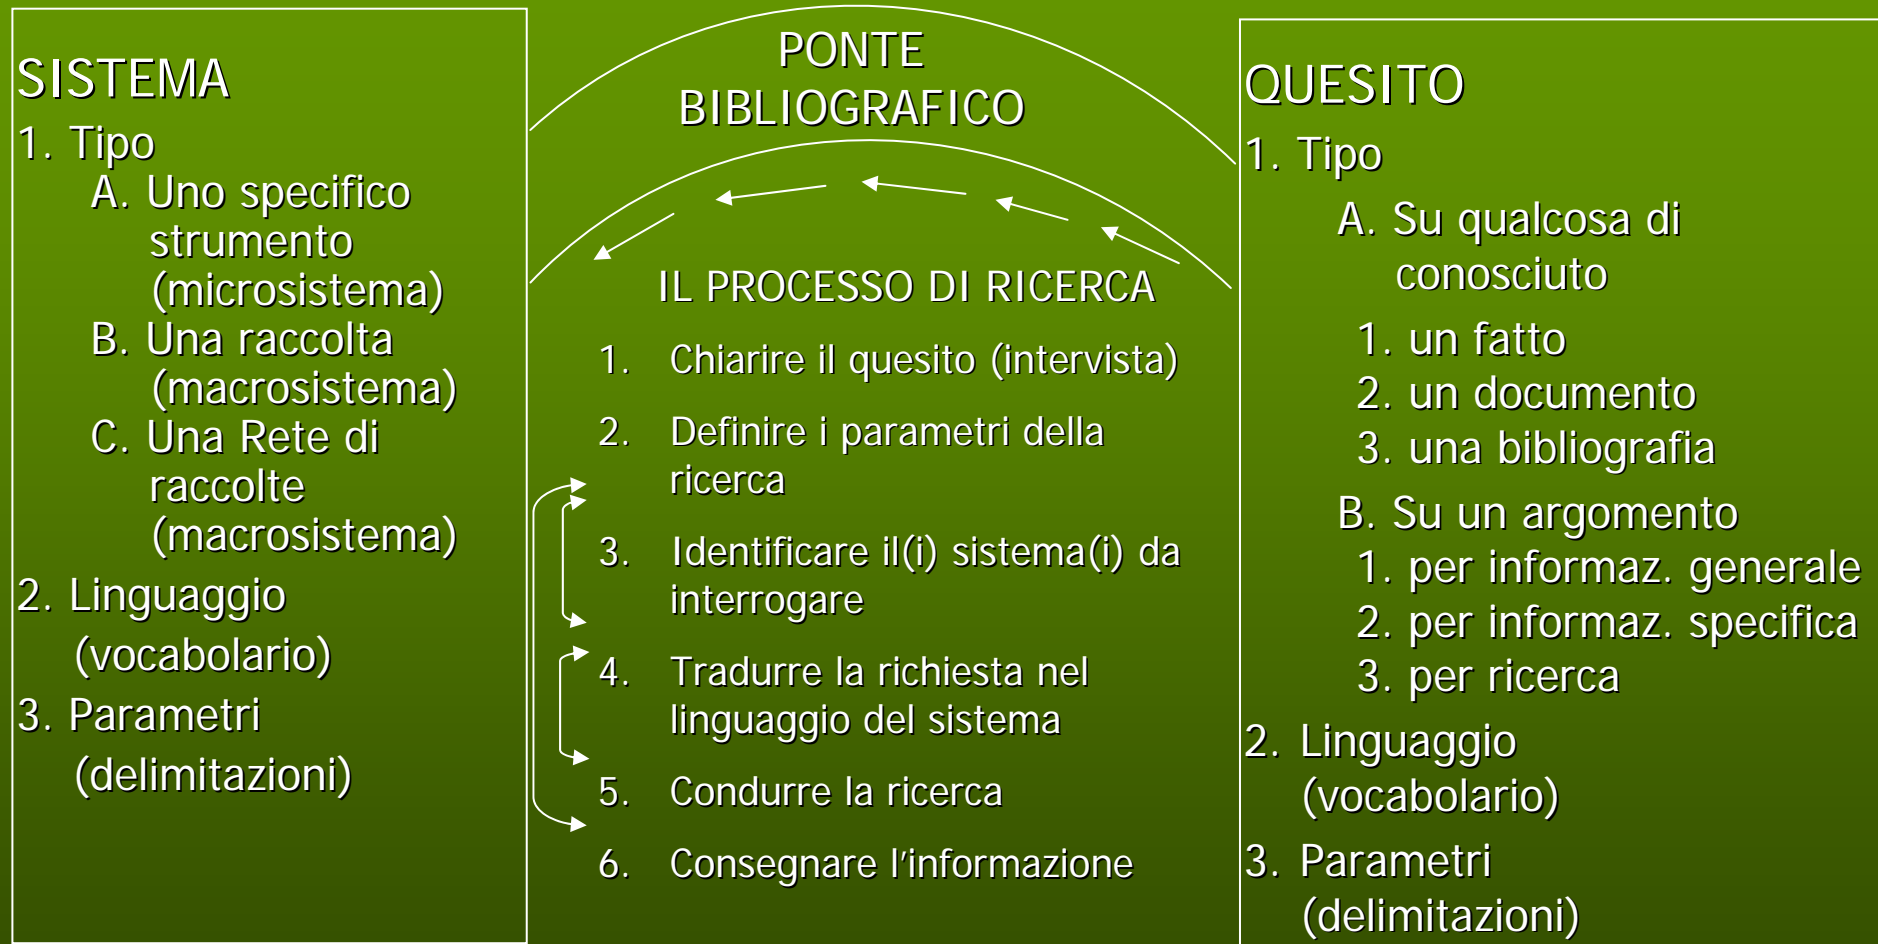 SISTEMA
1. Tipo
A. Uno specifico
strumento
(microsistema)
B. Una raccolta
(macrosistema)
C. Una Rete di
raccolte
(macrosistema)
2. Linguaggio
(vocabolario)
3. Parametri
(delimitazioni)
PONTE
BIBLIOGRAFICO
IL PROCESSO DI RICERCA
1. Chiarire il quesito (intervista)
2. Definire i parametri della
ricerca
3. Identificare il(i) sistema(i) da
interrogare
4. Tradurre la richiesta nel
linguaggio del sistema
5. Condurre la ricerca
6. Consegnare l'informazione
QUESITO
1. Tipo
A. Su qualcosa di
conosciuto
1. un fatto
2. un documento
3. una bibliografia
B. Su un argomento
1. per informaz. generale
2. per informaz. specifica
3. per ricerca
2. Linguaggio
(vocabolario)
3. Parametri
(delimitazioni)